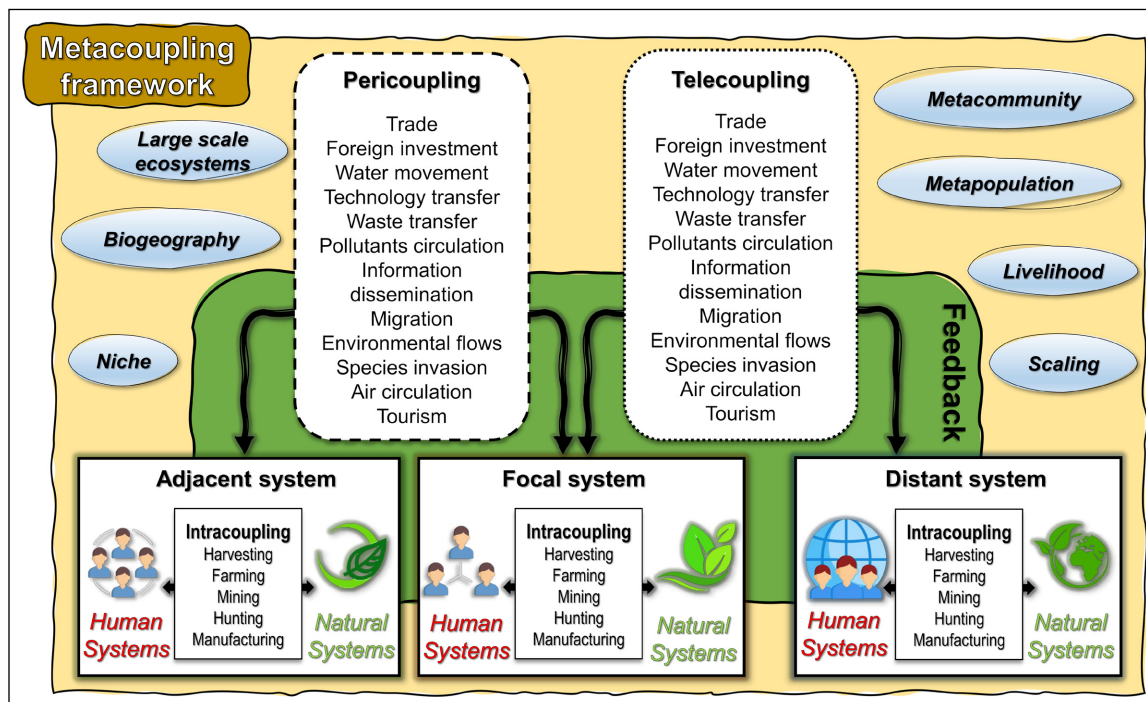 Metacoupling
framework
Pericoupling
Trade
Foreign investment
Water movement
Technology transfer
Waste transfer
Pollutants circulation
Information
dissemination
Migration
Environmental flows
Species invasion
Air circulation
Tourism
Telecoupling
Trade
Foreign investment
Water movement
Technology transfer
Waste transfer
Pollutants circulation
Information
dissemination
Migration
Environmental flows
Species invasion
Air circulation
Tourism
Large scale
ecosystems
Biogeography
Niche
Metacommunity
Metapopulation
Livelihood
Scaling
Feedback
Adjacent system
Intracoupling
Harvesting
Farming
Mining
Hunting
Manufacturing
Human
Systems
Natural
Systems
Focal system
Intracoupling
Harvesting
Farming
Mining
Hunting
Manufacturing
Human
Systems
Natural
Systems
Distant system
Intracoupling
Harvesting
Farming
Mining
Hunting
Manufacturing
Human
Systems
Natural
Systems